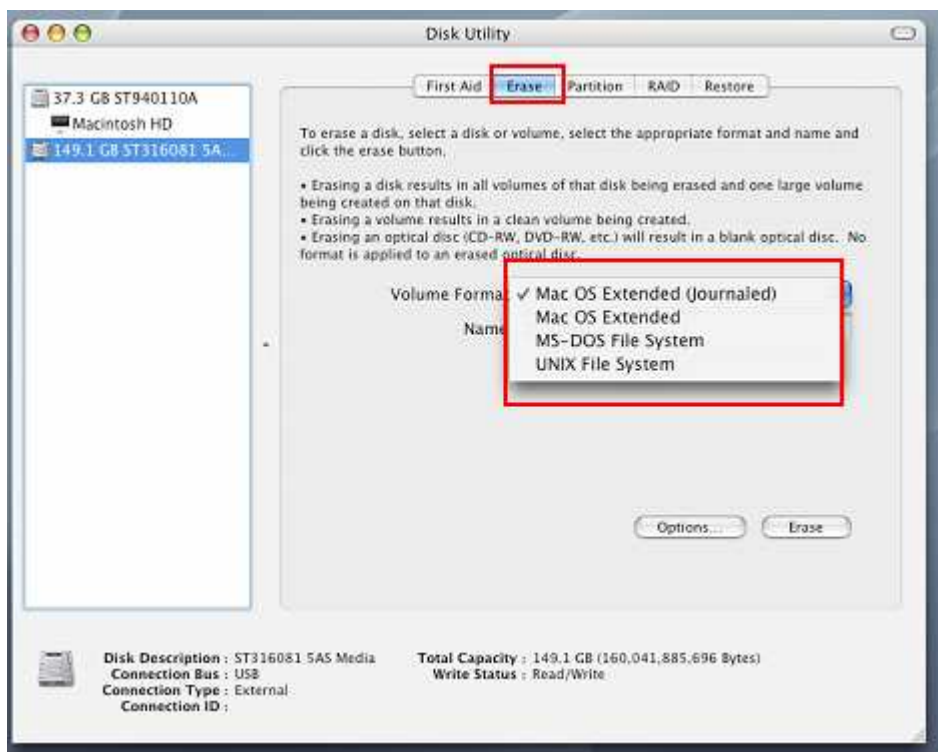 Disk Utility
37.3 GB ST940110A
Macintosh HD
149.1 GB ST316081 5A...
First Aid Erase Partition RAID Restore
To erase a disk, select a disk or volume, select the appropriate format and name and
click the erase button.
• Erasing a disk results in all volumes of that disk being erased and one large volume
being created on that disk.
• Erasing a volume results in a clean volume being created.
• Erasing an optical disc (CD-RW, DVD-RW, etc.) will result in a blank optical disc. No
format is applied to an erased optical disc.
Volume Forma ✓ Mac OS Extended (Journaled)
Mac OS Extended
Name
MS-DOS File System
UNIX File System
Options... Erase
Disk Description : ST316081 5AS Media Total Capacity : 149.1 GB (160,041,885,696 Bytes)
Connection Bus : USB Write Status : Read/Write
Connection Type : External
Connection ID :